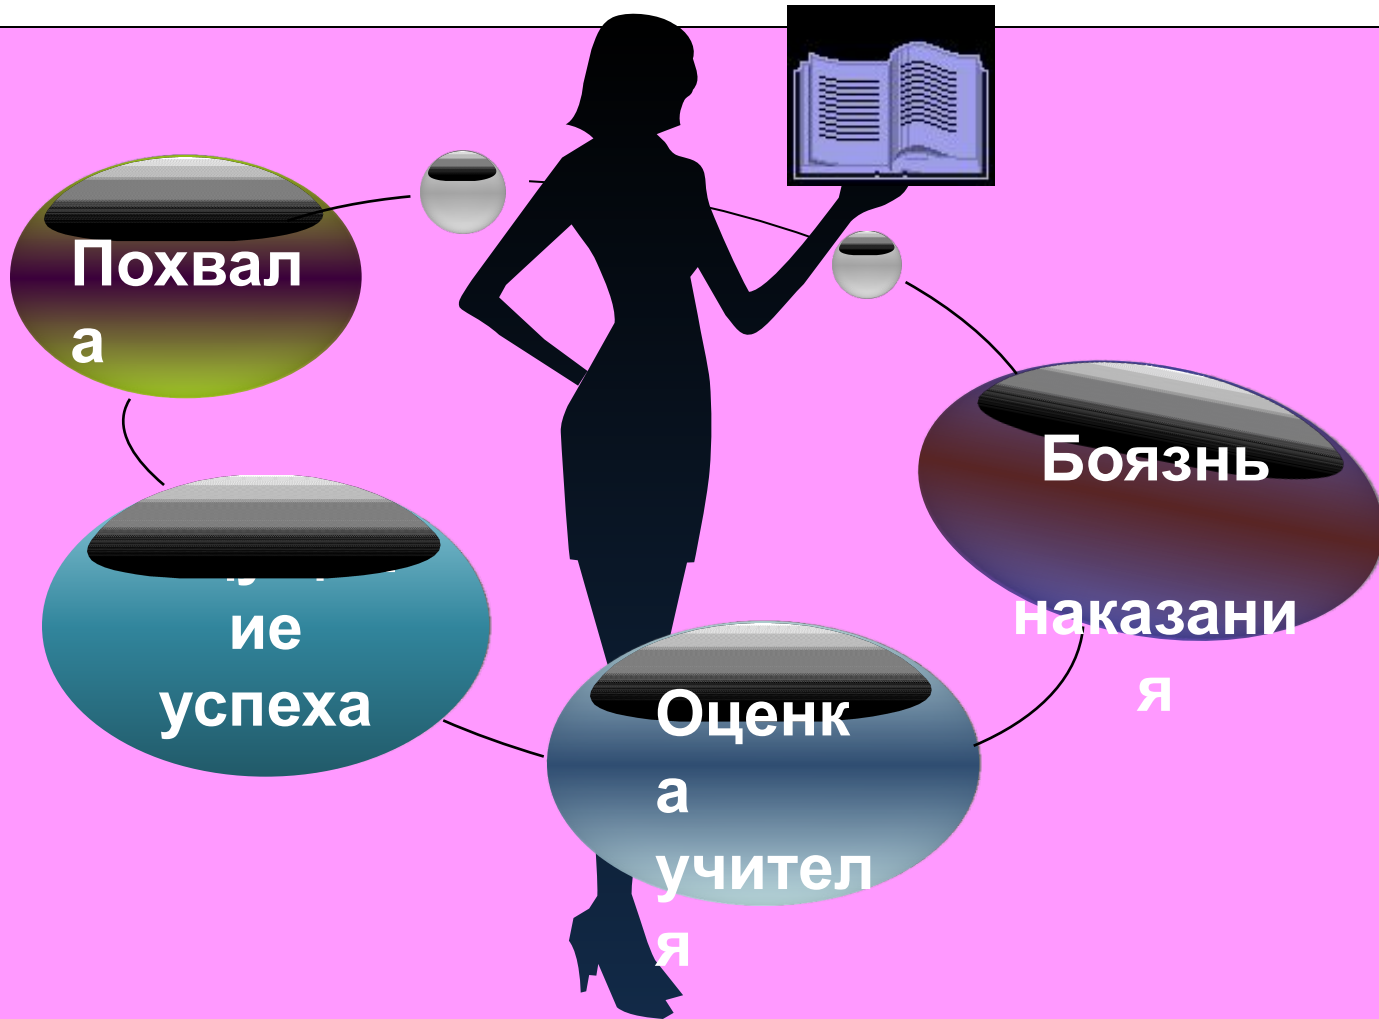 Похвал
а
Боязнь
наказани
я
ие
успеха
Оценк
а
учител
я